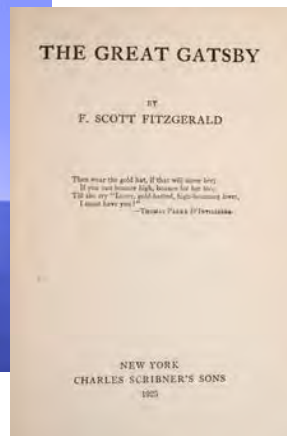 THE GREAT GATSBY
BY
F. SCOTT FITZGERALD
Then wear the gold hat, if that will move her;
If you can bounce high, bounce for her too,
Till she cry "Lover, gold-hatted, high-bouncing lover,
I must have you!"
—THOMAS PARKE D'INVILLIERS.
NEW YORK
CHARLES SCRIBNER'S SONS
1925